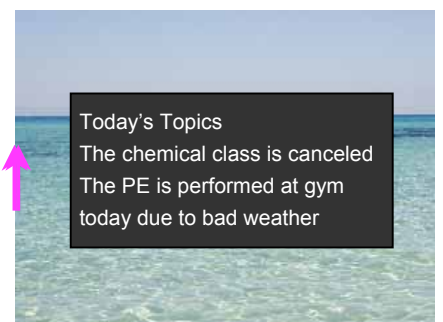 Today's Topics
The chemical class is canceled
The PE is performed at gym
today due to bad weather